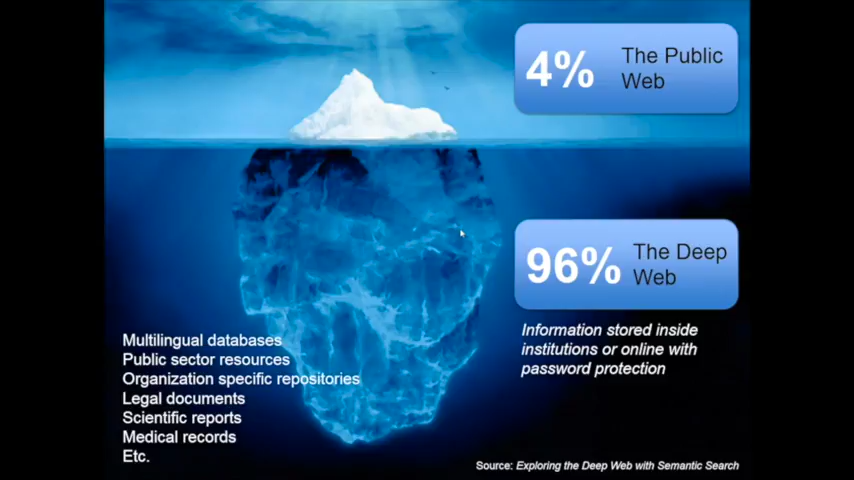 4%
The Public
Web
96%
The Deep
Web
Information stored inside
institutions or online with
password protection
Multilingual databases
Public sector resources
Organization specific repositories
Legal documents
Scientific reports
Medical records
Etc.
Source: Exploring the Deep Web with Semantic Search